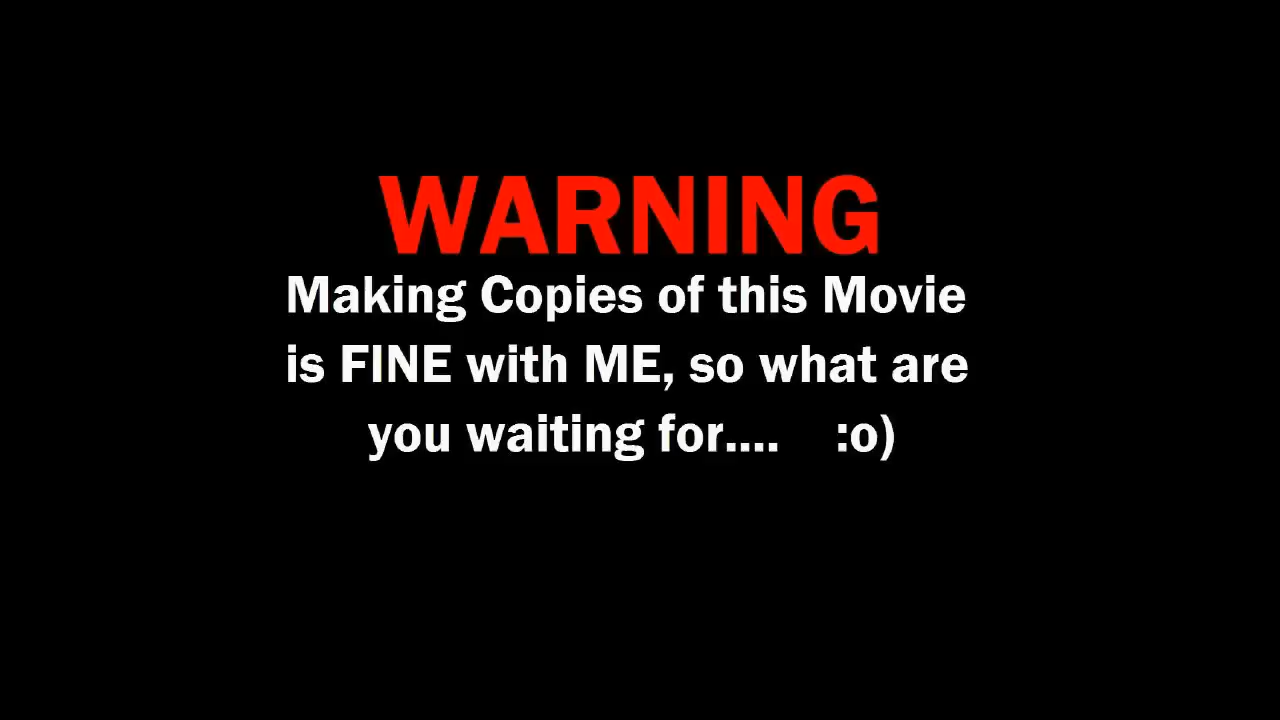 WARNING
Making Copies of this Movie
is FINE with ME, so what are
you waiting for.... :o)